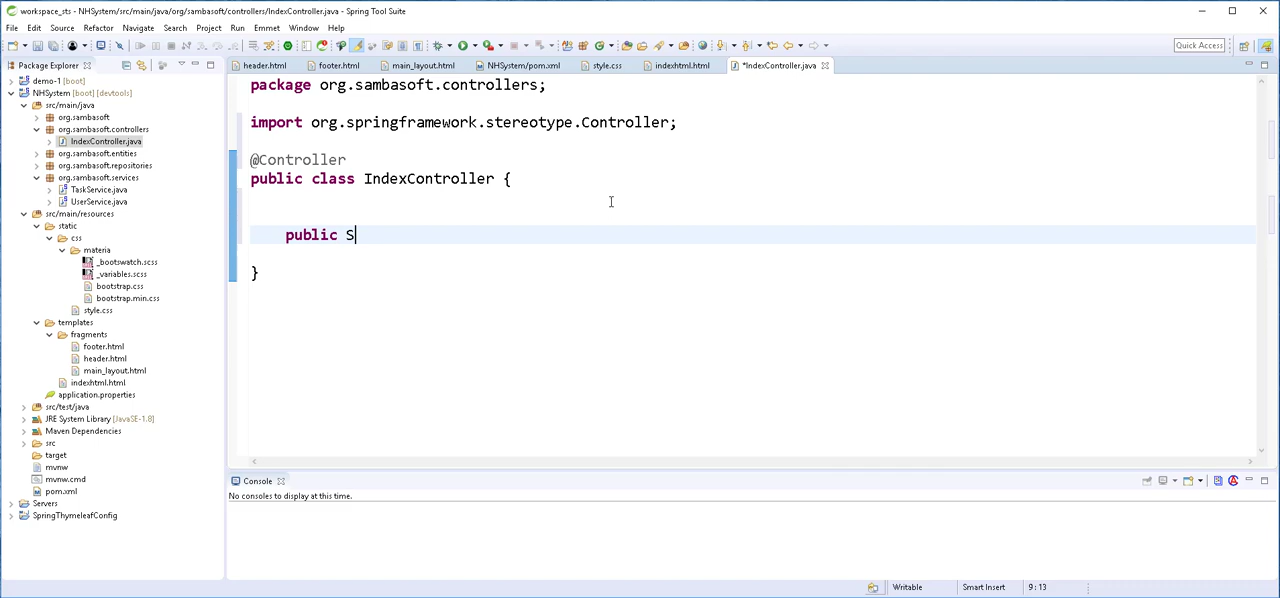 workspace_sts - NHSystem/src/main/java/org/sambasoft/controllers/IndexController.java - Spring Tool Suite
File Edit Source Refactor Navigate Search Project Run Emmet Window Help
Quick Access
Package Explorer
header.html footer.html main_layout.html NHSystem/pom.xml style.css indexhtml.html *IndexController.java
demo-1 [boot]
NHSystem [boot] [devtools]
src/main/java
org.sambasoft
org.sambasoft.controllers
IndexController.java
org.sambasoft.entities
org.sambasoft.repositories
org.sambasoft.services
TaskService.java
UserService.java
src/main/resources
static
css
materia
_bootswatch.scss
_variables.scss
bootstrap.css
bootstrap.min.css
style.css
templates
fragments
footer.html
header.html
main_layout.html
indexhtml.html
application.properties
src/test/java
JRE System Library [JavaSE-1.8]
Maven Dependencies
src
target
mvnw
mvnw.cmd
pom.xml
Servers
SpringThymeleafConfig
package org.sambasoft.controllers;
import org.springframework.stereotype.Controller;
@Controller
public class IndexController {
public S
}
Console
No consoles to display at this time.
Writable Smart Insert 9:13